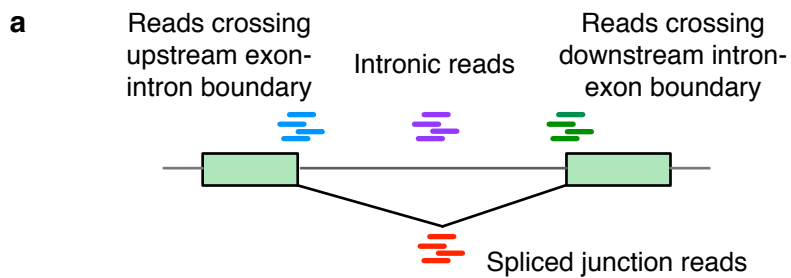 a
Reads crossing
upstream exon-
intron boundary
Intronic reads
Reads crossing
downstream intron-
exon boundary
Spliced junction reads